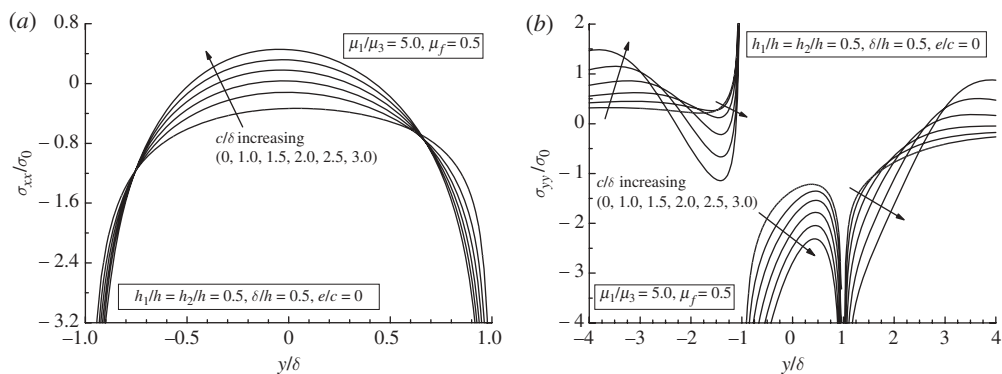 (a)
0.8
0
−0.8
−1.6
−2.4
−3.2
σxx/σ0
μ1/μ3 = 5.0, μf = 0.5
c/δ increasing
(0, 1.0, 1.5, 2.0, 2.5, 3.0)
h1/h = h2/h = 0.5, δ/h = 0.5, e/c = 0
−1.0 −0.5 0 0.5 1.0
y/δ
(b)
2
1
0
−1
−2
−3
−4
σyy/σ0
h1/h = h2/h = 0.5, δ/h = 0.5, e/c = 0
c/δ increasing
(0, 1.0, 1.5, 2.0, 2.5, 3.0)
μ1/μ3 = 5.0, μf = 0.5
−4 −3 −2 −1 0 1 2 3 4
y/δ